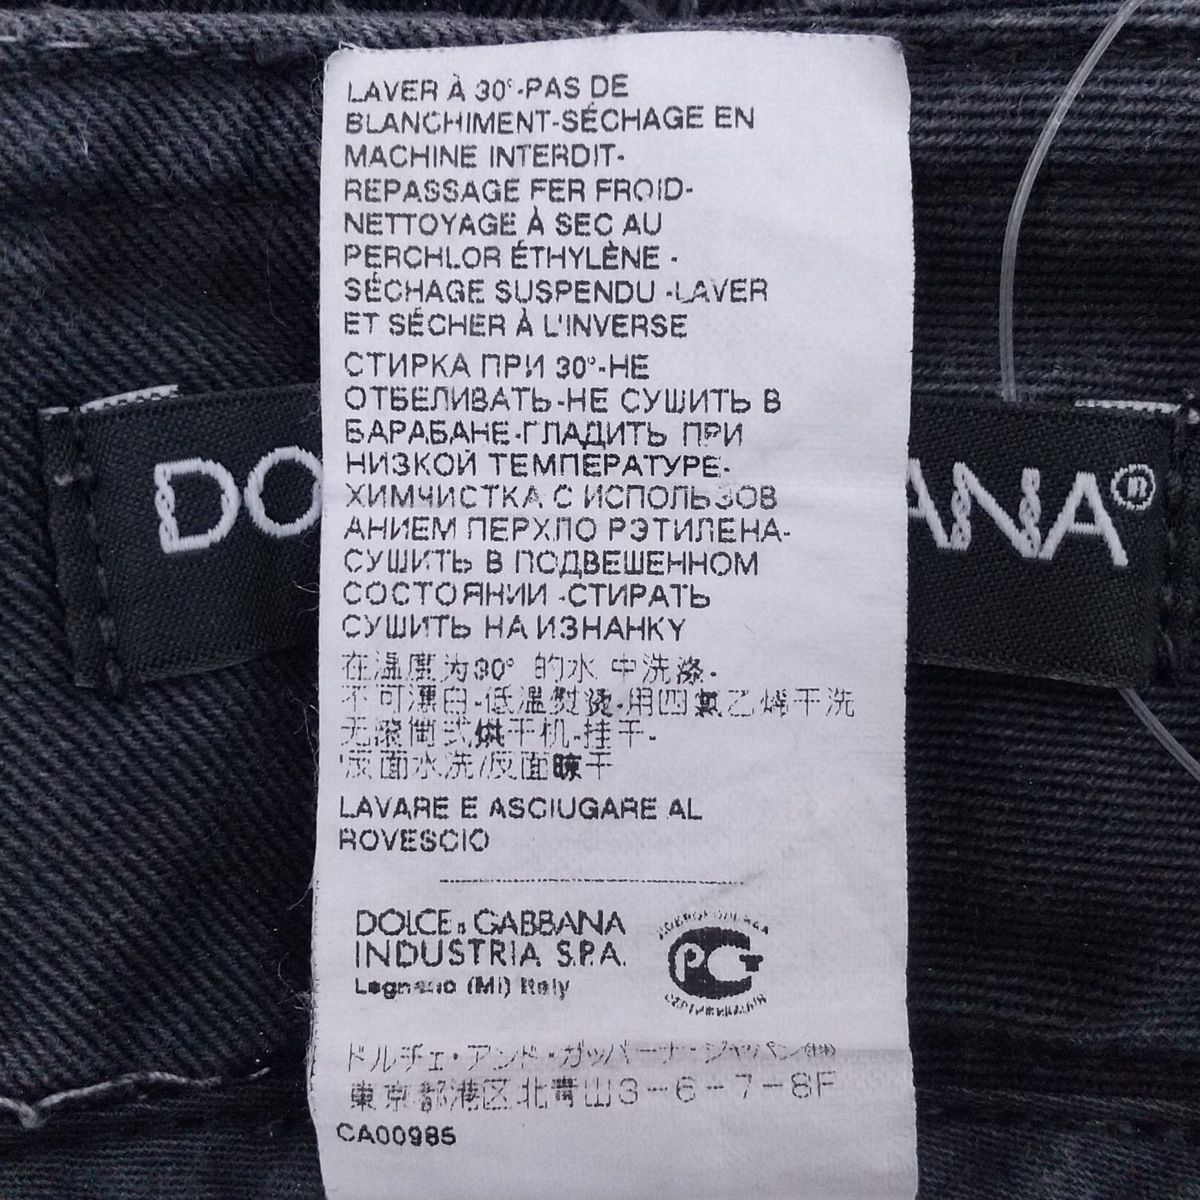 LAVER À 30°-PAS DE
BLANCHIMENT-SÉCHAGE EN
MACHINE INTERDIT-
REPASSAGE FER FROID-
NETTOYAGE À SEC AU
PERCHLOR ÉTHYLÈNE -
SÉCHAGE SUSPENDU -LAVER
ET SÉCHER À L'INVERSE
СТИРКА ПРИ 30°-НЕ
ОТБЕЛИВАТЬ-НЕ СУШИТЬ В
БАРАБАНЕ-ГЛАДИТЬ ПРИ
НИЗКОЙ ТЕМПЕРАТУРЕ-
ХИМЧИСТКА С ИСПОЛЬЗОВ
АНИЕМ ПЕРХЛО РЭТИЛЕНА-
СУШИТЬ В ПОДВЕШЕННОМ
СОСТОЯНИИ -СТИРАТЬ
СУШИТЬ НА ИЗНАНКУ
在温度为30° 的水 中洗涤-
不可漂白-低温熨烫-用四氯乙烯干洗
无滚筒式烘干机-挂干-
反面水洗/反面晾干
LAVARE E ASCIUGARE AL
ROVESCIO
DOLCE & GABBANA
INDUSTRIA S.P.A.
Legnano (MI) Italy
ДОБРОВОЛЬНАЯ
РСТ
СЕРТИФИКАЦИЯ
ドルチェ・アンド・ガッバーナ・ジャパン㈱
東京都港区北青山3-6-7-8F
CA00985
DO
ANA®